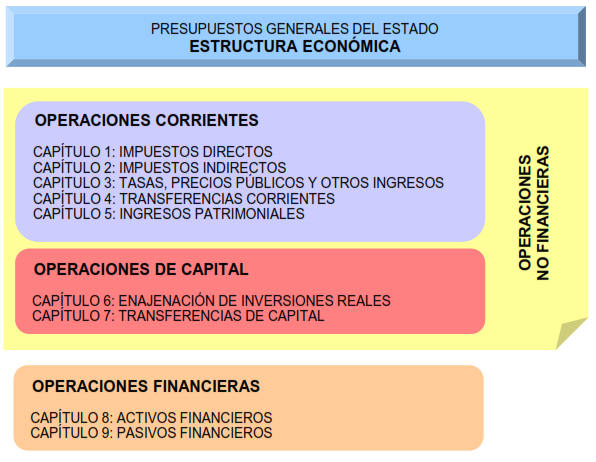 PRESUPUESTOS GENERALES DEL ESTADO
ESTRUCTURA ECONÓMICA
OPERACIONES CORRIENTES
CAPÍTULO 1: IMPUESTOS DIRECTOS
CAPÍTULO 2: IMPUESTOS INDIRECTOS
CAPÍTULO 3: TASAS, PRECIOS PÚBLICOS Y OTROS INGRESOS
CAPÍTULO 4: TRANSFERENCIAS CORRIENTES
CAPÍTULO 5: INGRESOS PATRIMONIALES
OPERACIONES DE CAPITAL
CAPÍTULO 6: ENAJENACIÓN DE INVERSIONES REALES
CAPÍTULO 7: TRANSFERENCIAS DE CAPITAL
OPERACIONES
NO FINANCIERAS
OPERACIONES FINANCIERAS
CAPÍTULO 8: ACTIVOS FINANCIEROS
CAPÍTULO 9: PASIVOS FINANCIEROS